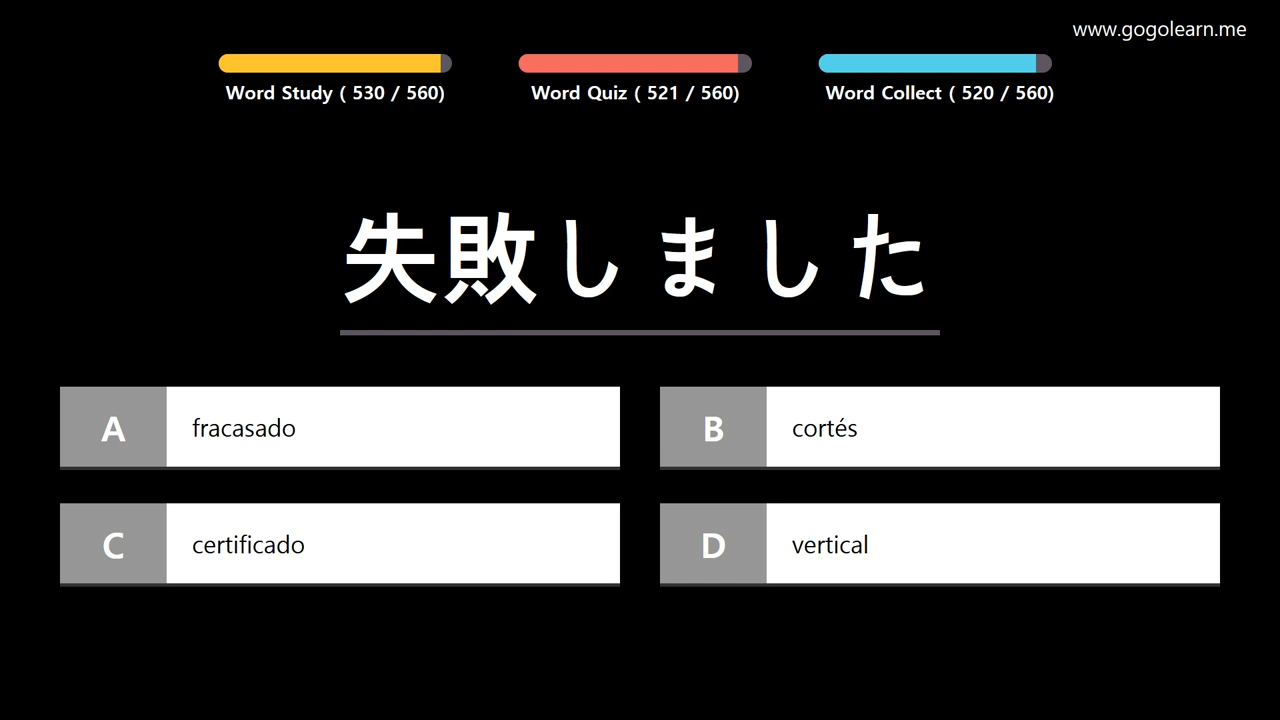 www.gogolearn.me
Word Study ( 530 / 560)
Word Quiz ( 521 / 560)
Word Collect ( 520 / 560)
失敗しました
A fracasado
B cortés
C certificado
D vertical